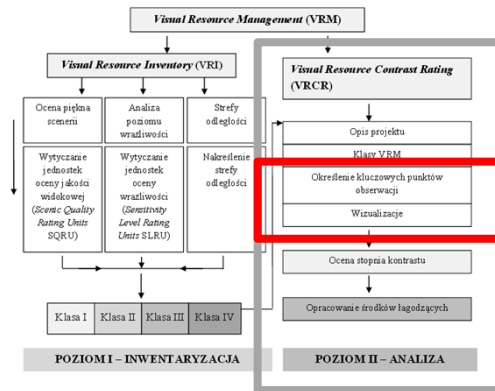 Visual Resource Management (VRM)
Visual Resource Inventory (VRI)
Ocena piękna
scenerii
Analiza
poziomu
wrażliwości
Strefy
odległości
Wytyczanie
jednostek
oceny jakości
widokowej
(Scenic Quality
Rating Units
SQRU)
Wytyczanie
jednostek
oceny
wrażliwości
(Sensitivity
Level Rating
Units SLRU)
Nakreślenie
strefy
odległości
Klasa I
Klasa II
Klasa III
Klasa IV
POZIOM I – INWENTARYZACJA
Visual Resource Contrast Rating
(VRCR)
Opis projektu
Klasy VRM
Określenie kluczowych punktów
obserwacji
Wizualizacje
Ocena stopnia kontrastu
Opracowanie środków łagodzących
POZIOM II – ANALIZA